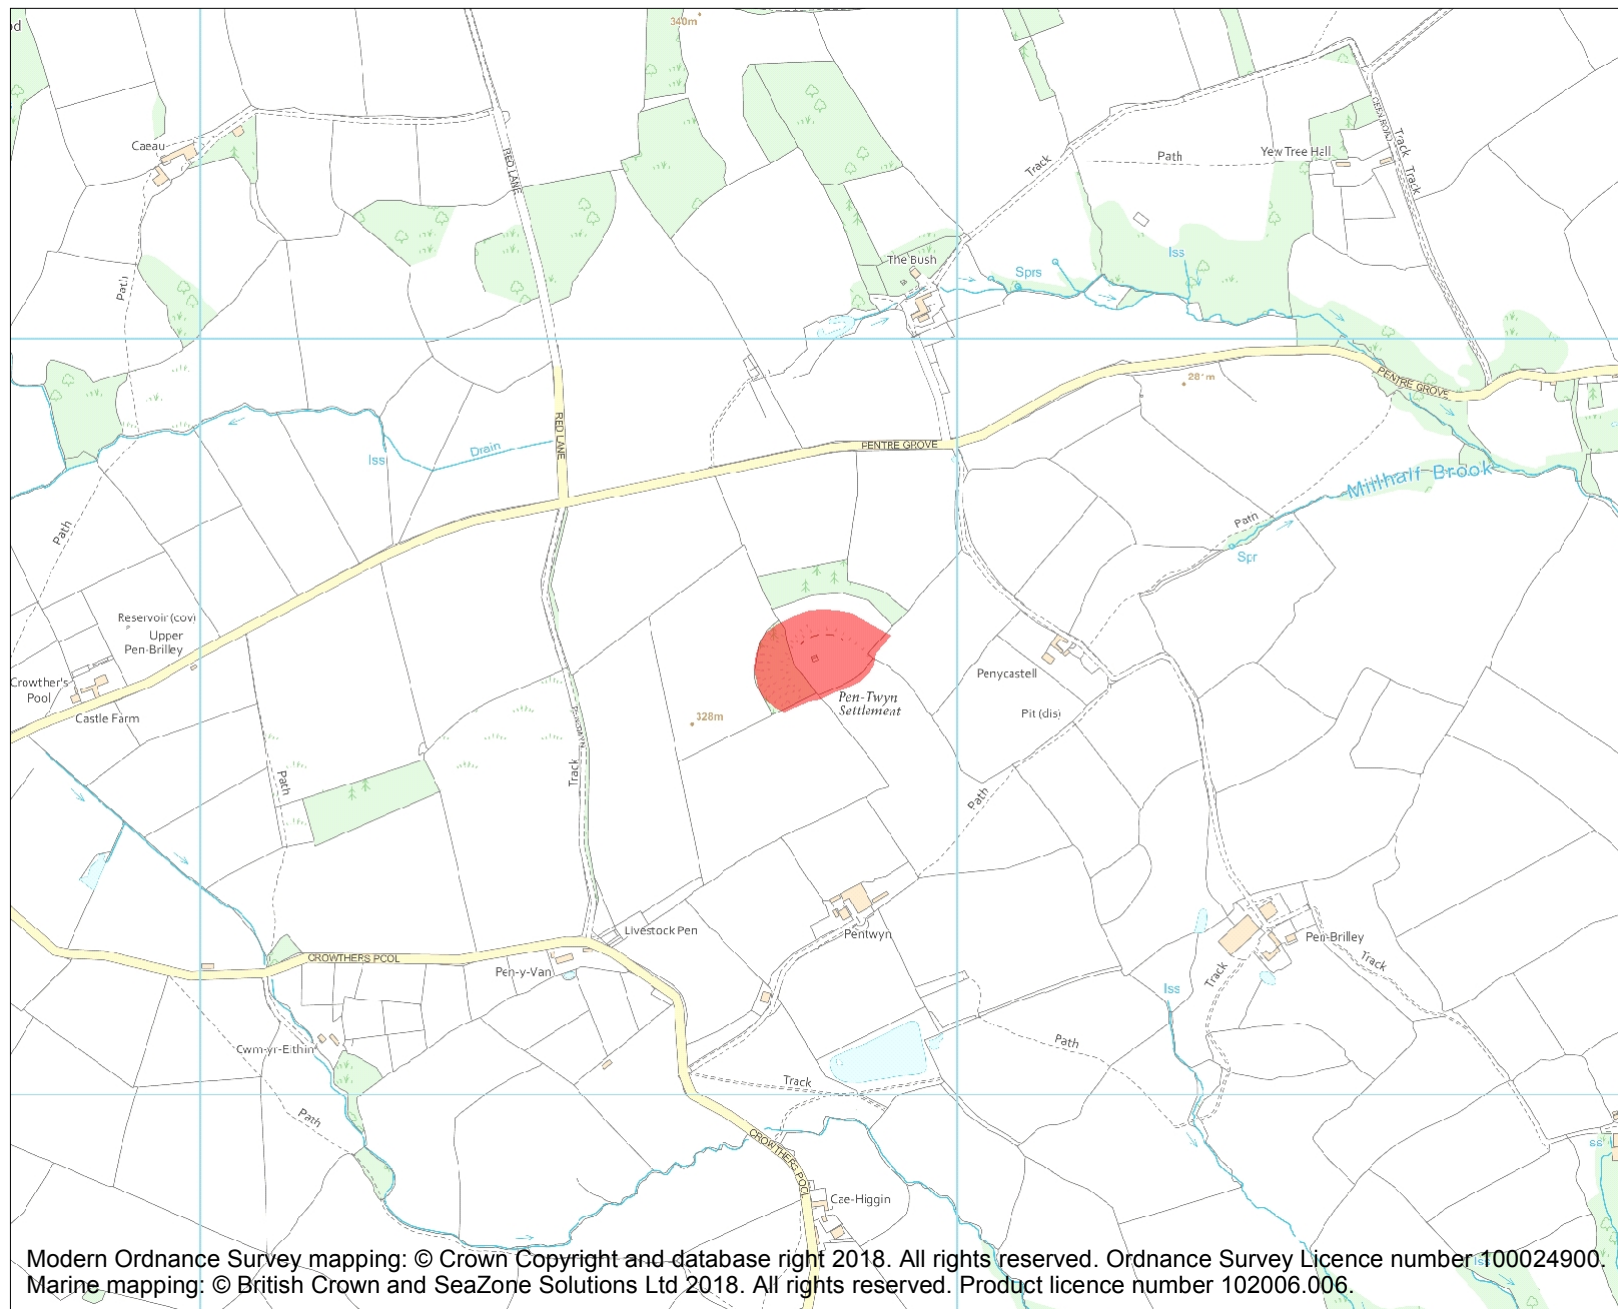 340m
Caeau
RED LANE
Track
Path
Yew Tree Hall
Track
Track
Path
The Bush
Sprs
Iss
PENTRE GROVE
281m
RED LANE
Drain
Iss
PENTRE GROVE
Millhalf Brook
Path
Path
Spr
Reservoir (cov)
Upper
Pen-Brilley
Crowther's
Pool
Castle Farm
Penycastell
Pen-Twyn
Settlement
Pit (dis)
328m
Track
Path
Path
Livestock Pen
Pentwyn
Pen-Brilley
Track
Track
CROWTHERS POOL
Pen-y-Van
Iss
Cwm-yr-Eithin
Path
Track
Path
CROWTHERS POOL
Cae-Higgin
Iss
Iss
Modern Ordnance Survey mapping: © Crown Copyright and database right 2018. All rights reserved. Ordnance Survey Licence number 100024900.
Marine mapping: © British Crown and SeaZone Solutions Ltd 2018. All rights reserved. Product licence number 102006.006.